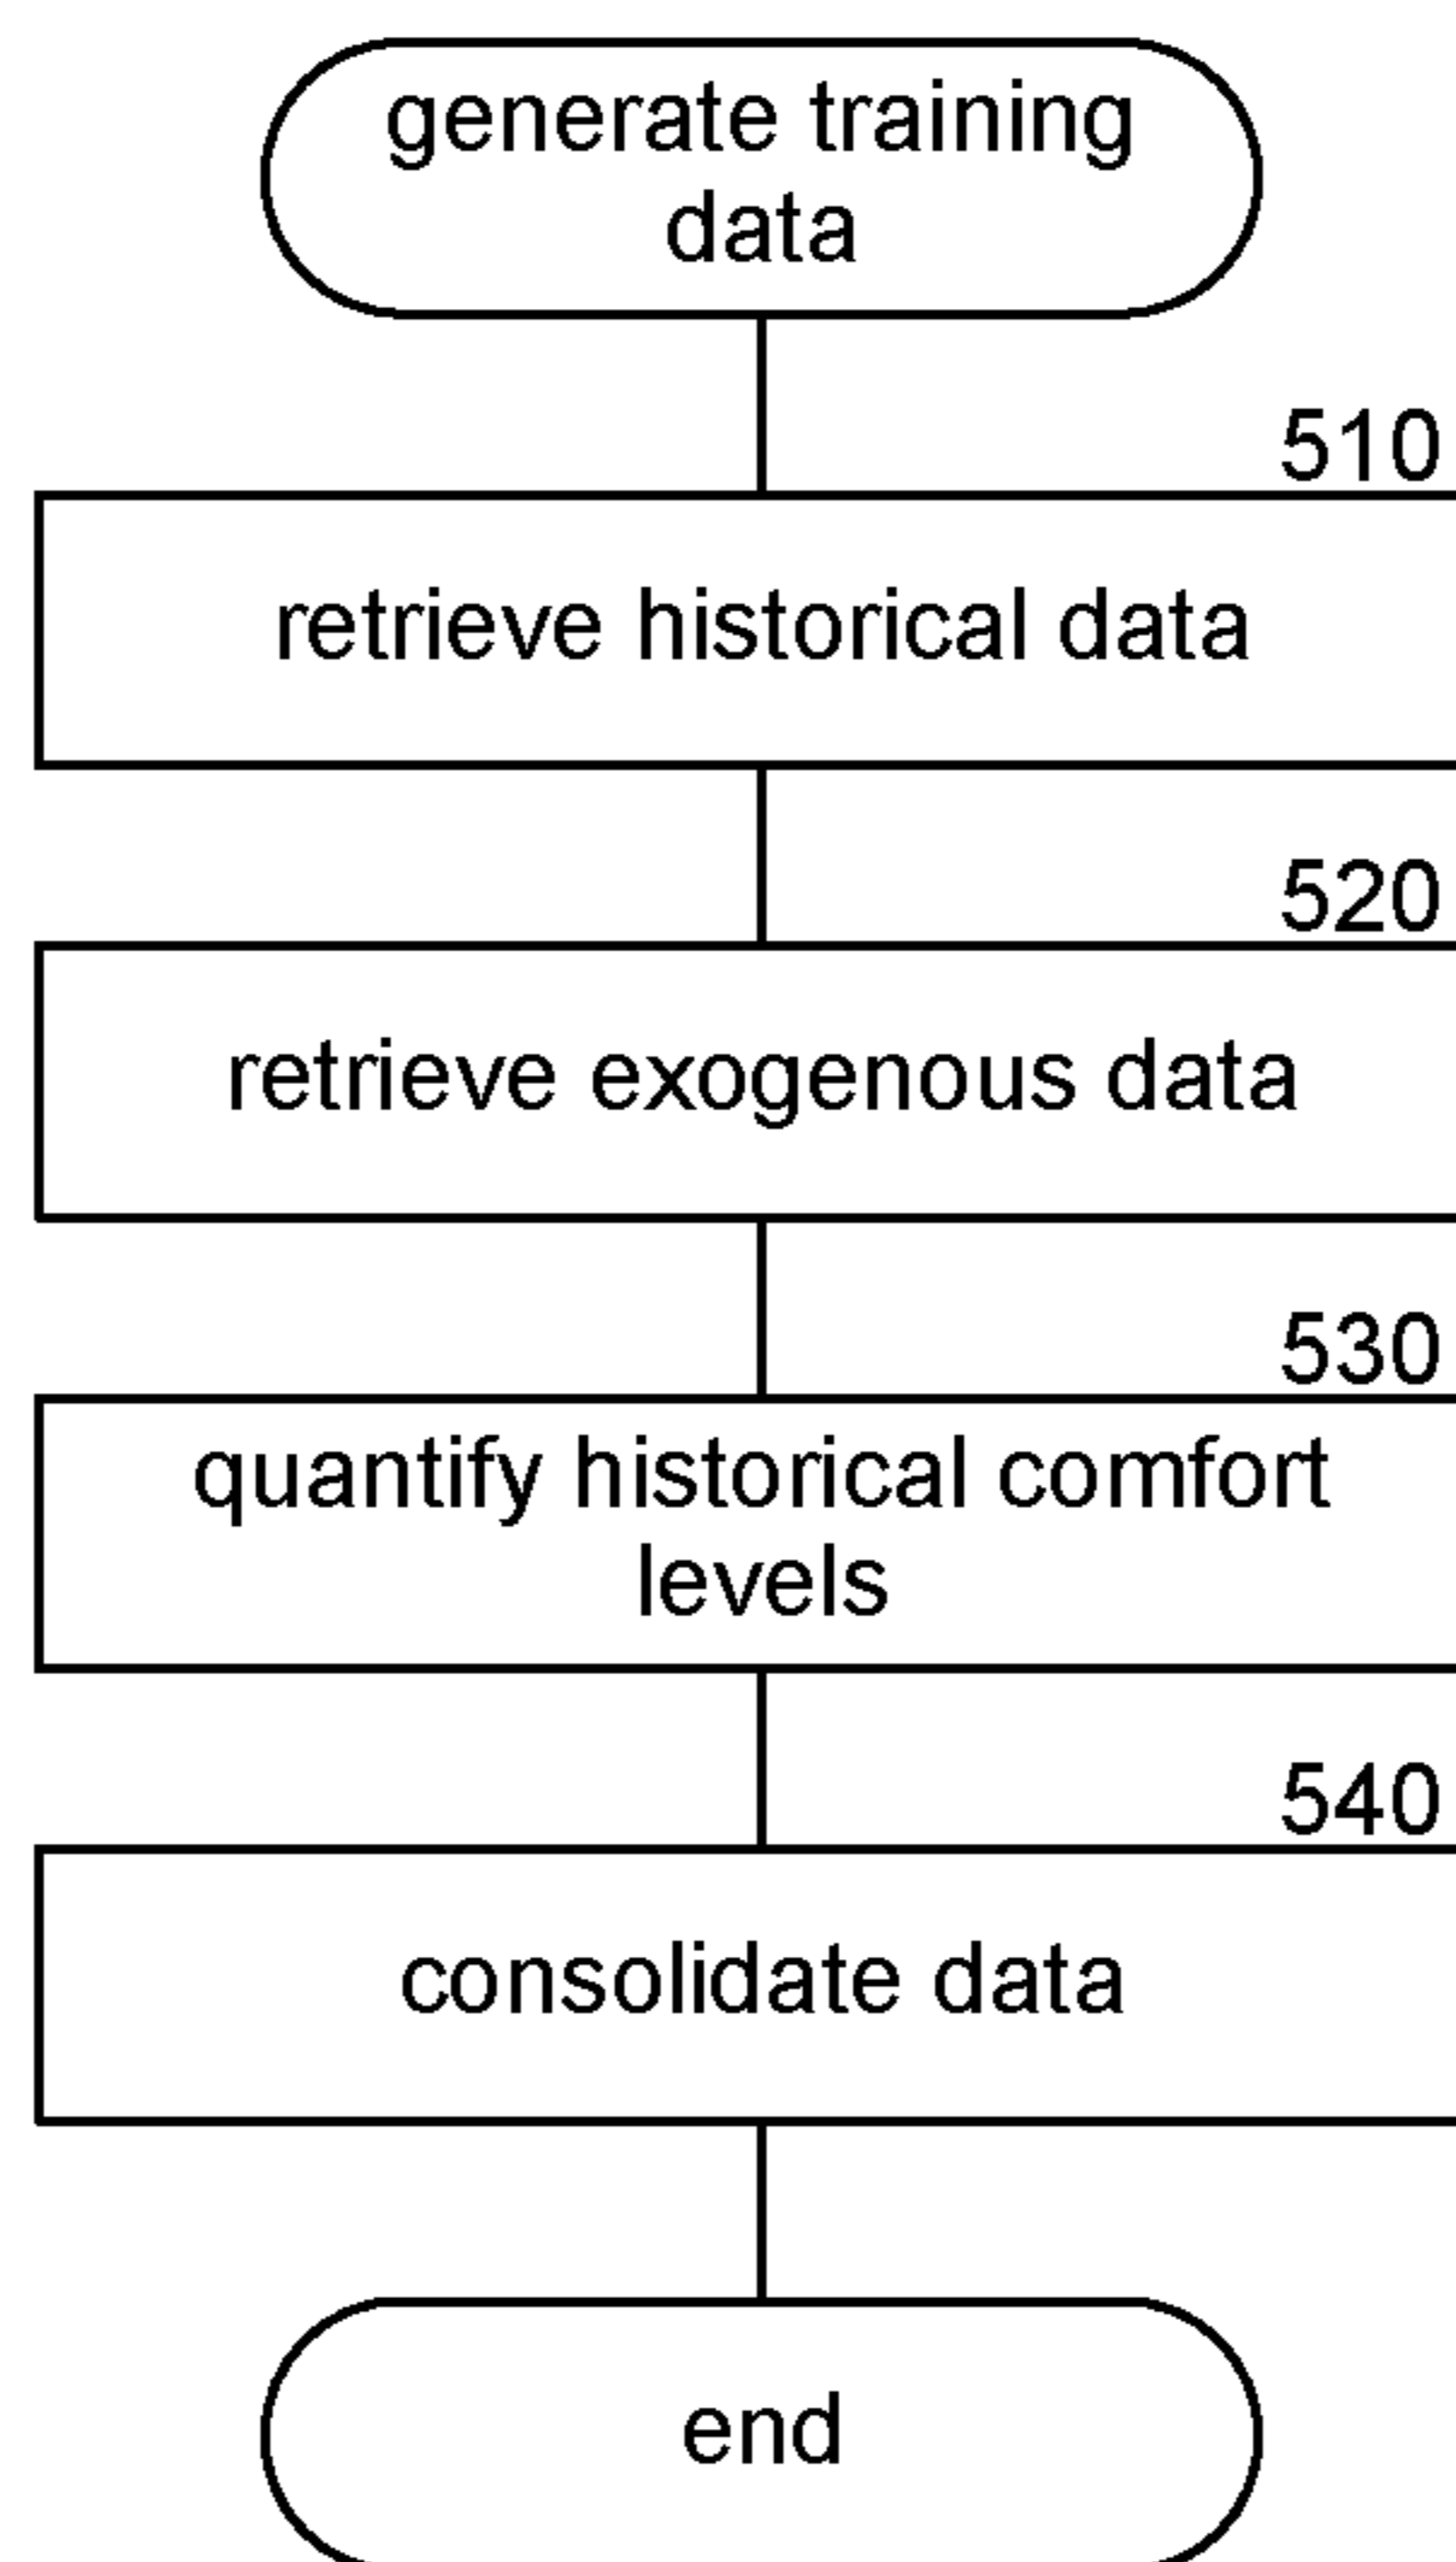 generate training
data
510
retrieve historical data
520
retrieve exogenous data
530
quantify historical comfort
levels
540
consolidate data
end